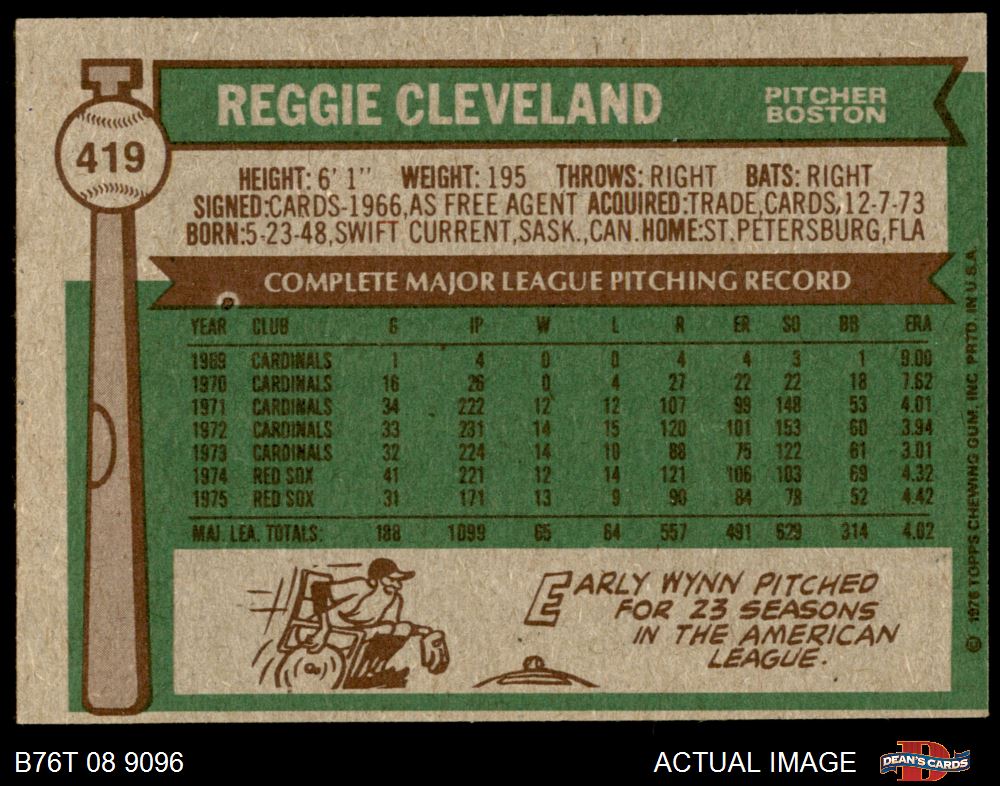 REGGIE CLEVELAND
PITCHER
BOSTON
419
HEIGHT: 6' 1" WEIGHT: 195 THROWS: RIGHT BATS: RIGHT
SIGNED:CARDS-1966,AS FREE AGENT ACQUIRED:TRADE,CARDS,12-7-73
BORN:5-23-48,SWIFT CURRENT,SASK.,CAN.HOME:ST.PETERSBURG,FLA
COMPLETE MAJOR LEAGUE PITCHING RECORD
YEAR CLUB G IP W L R ER SO BB ERA
1969 CARDINALS 1 4 0 0 4 4 3 1 9.00
1970 CARDINALS 16 26 0 4 27 22 22 18 7.62
1971 CARDINALS 34 222 12 12 107 99 148 53 4.01
1972 CARDINALS 33 231 14 15 120 101 153 60 3.94
1973 CARDINALS 32 224 14 10 88 75 122 61 3.01
1974 RED SOX 41 221 12 14 121 106 103 69 4.32
1975 RED SOX 31 171 13 9 90 84 78 52 4.42
MAJ. LEA. TOTALS: 188 1099 65 64 557 491 629 314 4.02
EARLY WYNN PITCHED
FOR 23 SEASONS
IN THE AMERICAN
LEAGUE.
© 1976 TOPPS CHEWING GUM, INC. PRTD. IN U.S.A.
B76T 08 9096
ACTUAL IMAGE
D
DEAN'S CARDS